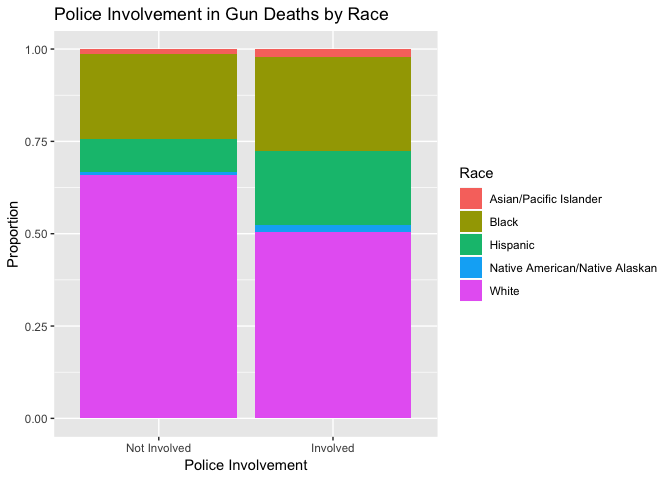 Police Involvement in Gun Deaths by Race
1.00
0.75
0.50
0.25
0.00
Proportion
Not Involved
Involved
Police Involvement
Race
Asian/Pacific Islander
Black
Hispanic
Native American/Native Alaskan
White